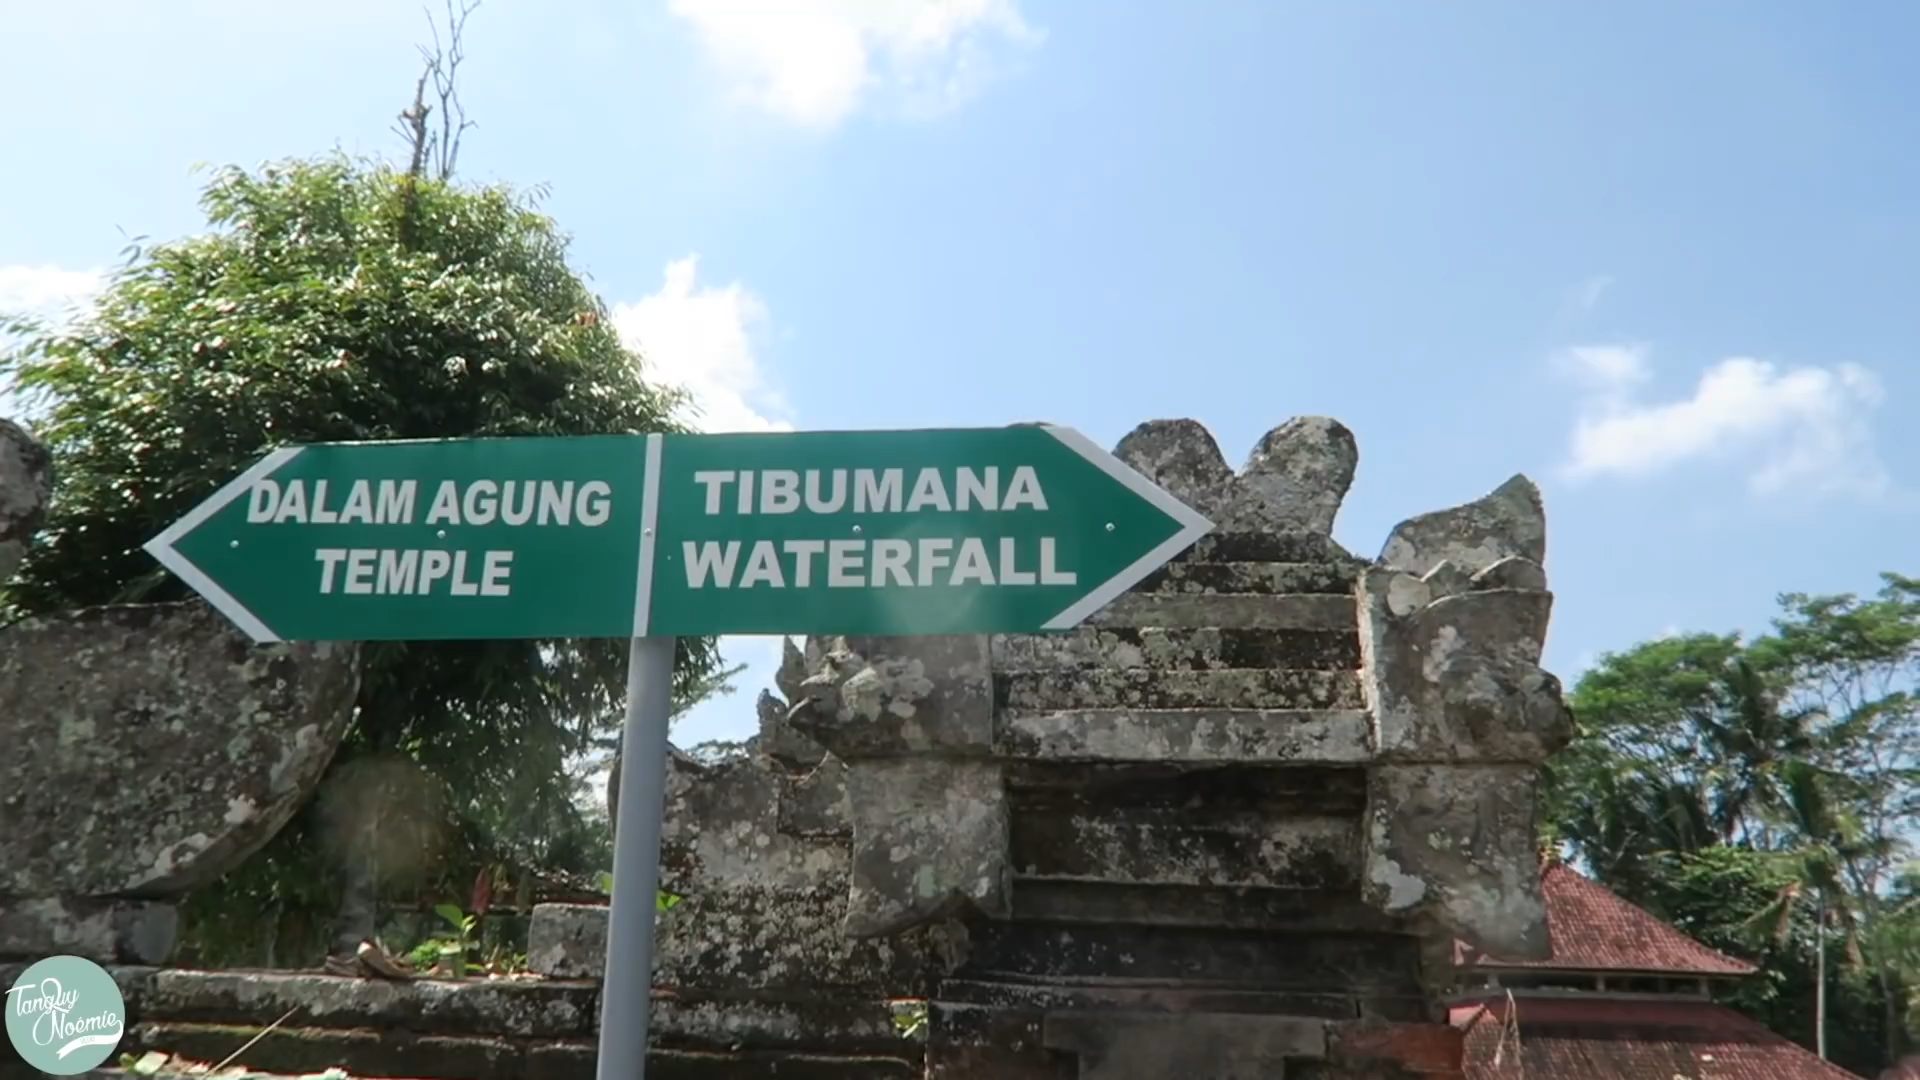 DALAM AGUNG
TEMPLE
TIBUMANA
WATERFALL
Tanguy
Noémie